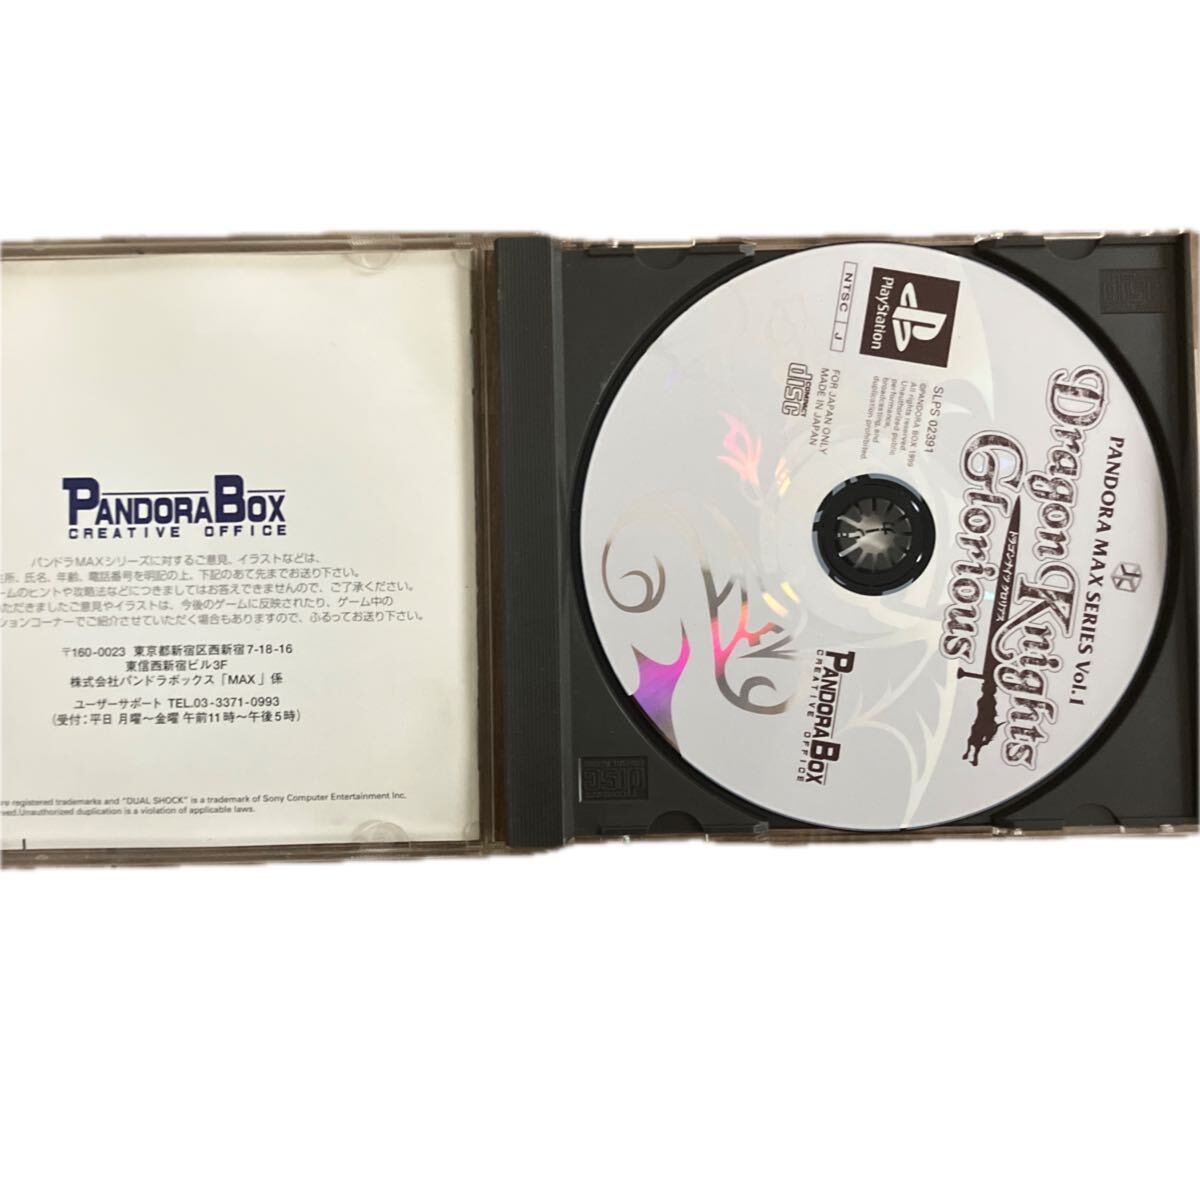 PANDORA BOX
CREATIVE OFFICE
パンドラMAXシリーズに対するご意見、イラストなどは、
所、氏名、年齢、電話番号を明記の上、下記のあて先までお送り下さい。
ームのヒントや攻略法などにつきましてはお答えできませんので、ご了承ください。
ただきましたご意見やイラストは、今後のゲームに反映されたり、ゲーム中の
ションコーナーでご紹介させていただく場合もありますので、ふるってお送り下さい。
〒160-0023 東京都新宿区西新宿7-18-16
東信西新宿ビル3F
株式会社パンドラボックス「MAX」係
ユーザーサポート TEL.03-3371-0993
(受付:平日 月曜〜金曜 午前11時〜午後5時)
re registered trademarks and "DUAL SHOCK" is a trademark of Sony Computer Entertainment Inc.
ved.Unauthorized duplication is a violation of applicable laws.
PANDORA MAX SERIES Vol.1
Dragon Knights
Glorious
ドラゴンナイツ グロリアス
PlayStation
NTSC J
SLPS 02391
©PANDORA BOX 1999
All rights reserved.
Unauthorized public
performance,
broadcasting, and
duplication prohibited.
FOR JAPAN ONLY
MADE IN JAPAN
COMPACT
disc
PANDORA BOX
CREATIVE OFFICE